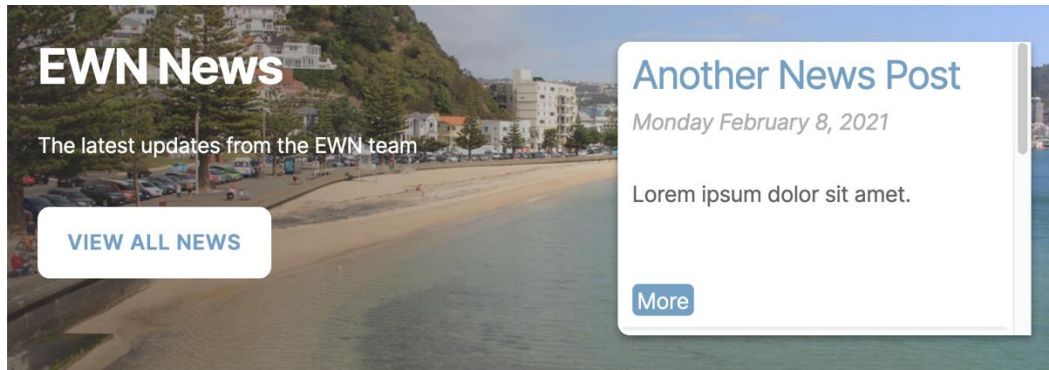 EWN News
The latest updates from the EWN team
VIEW ALL NEWS
Another News Post
Monday February 8, 2021
Lorem ipsum dolor sit amet.
More